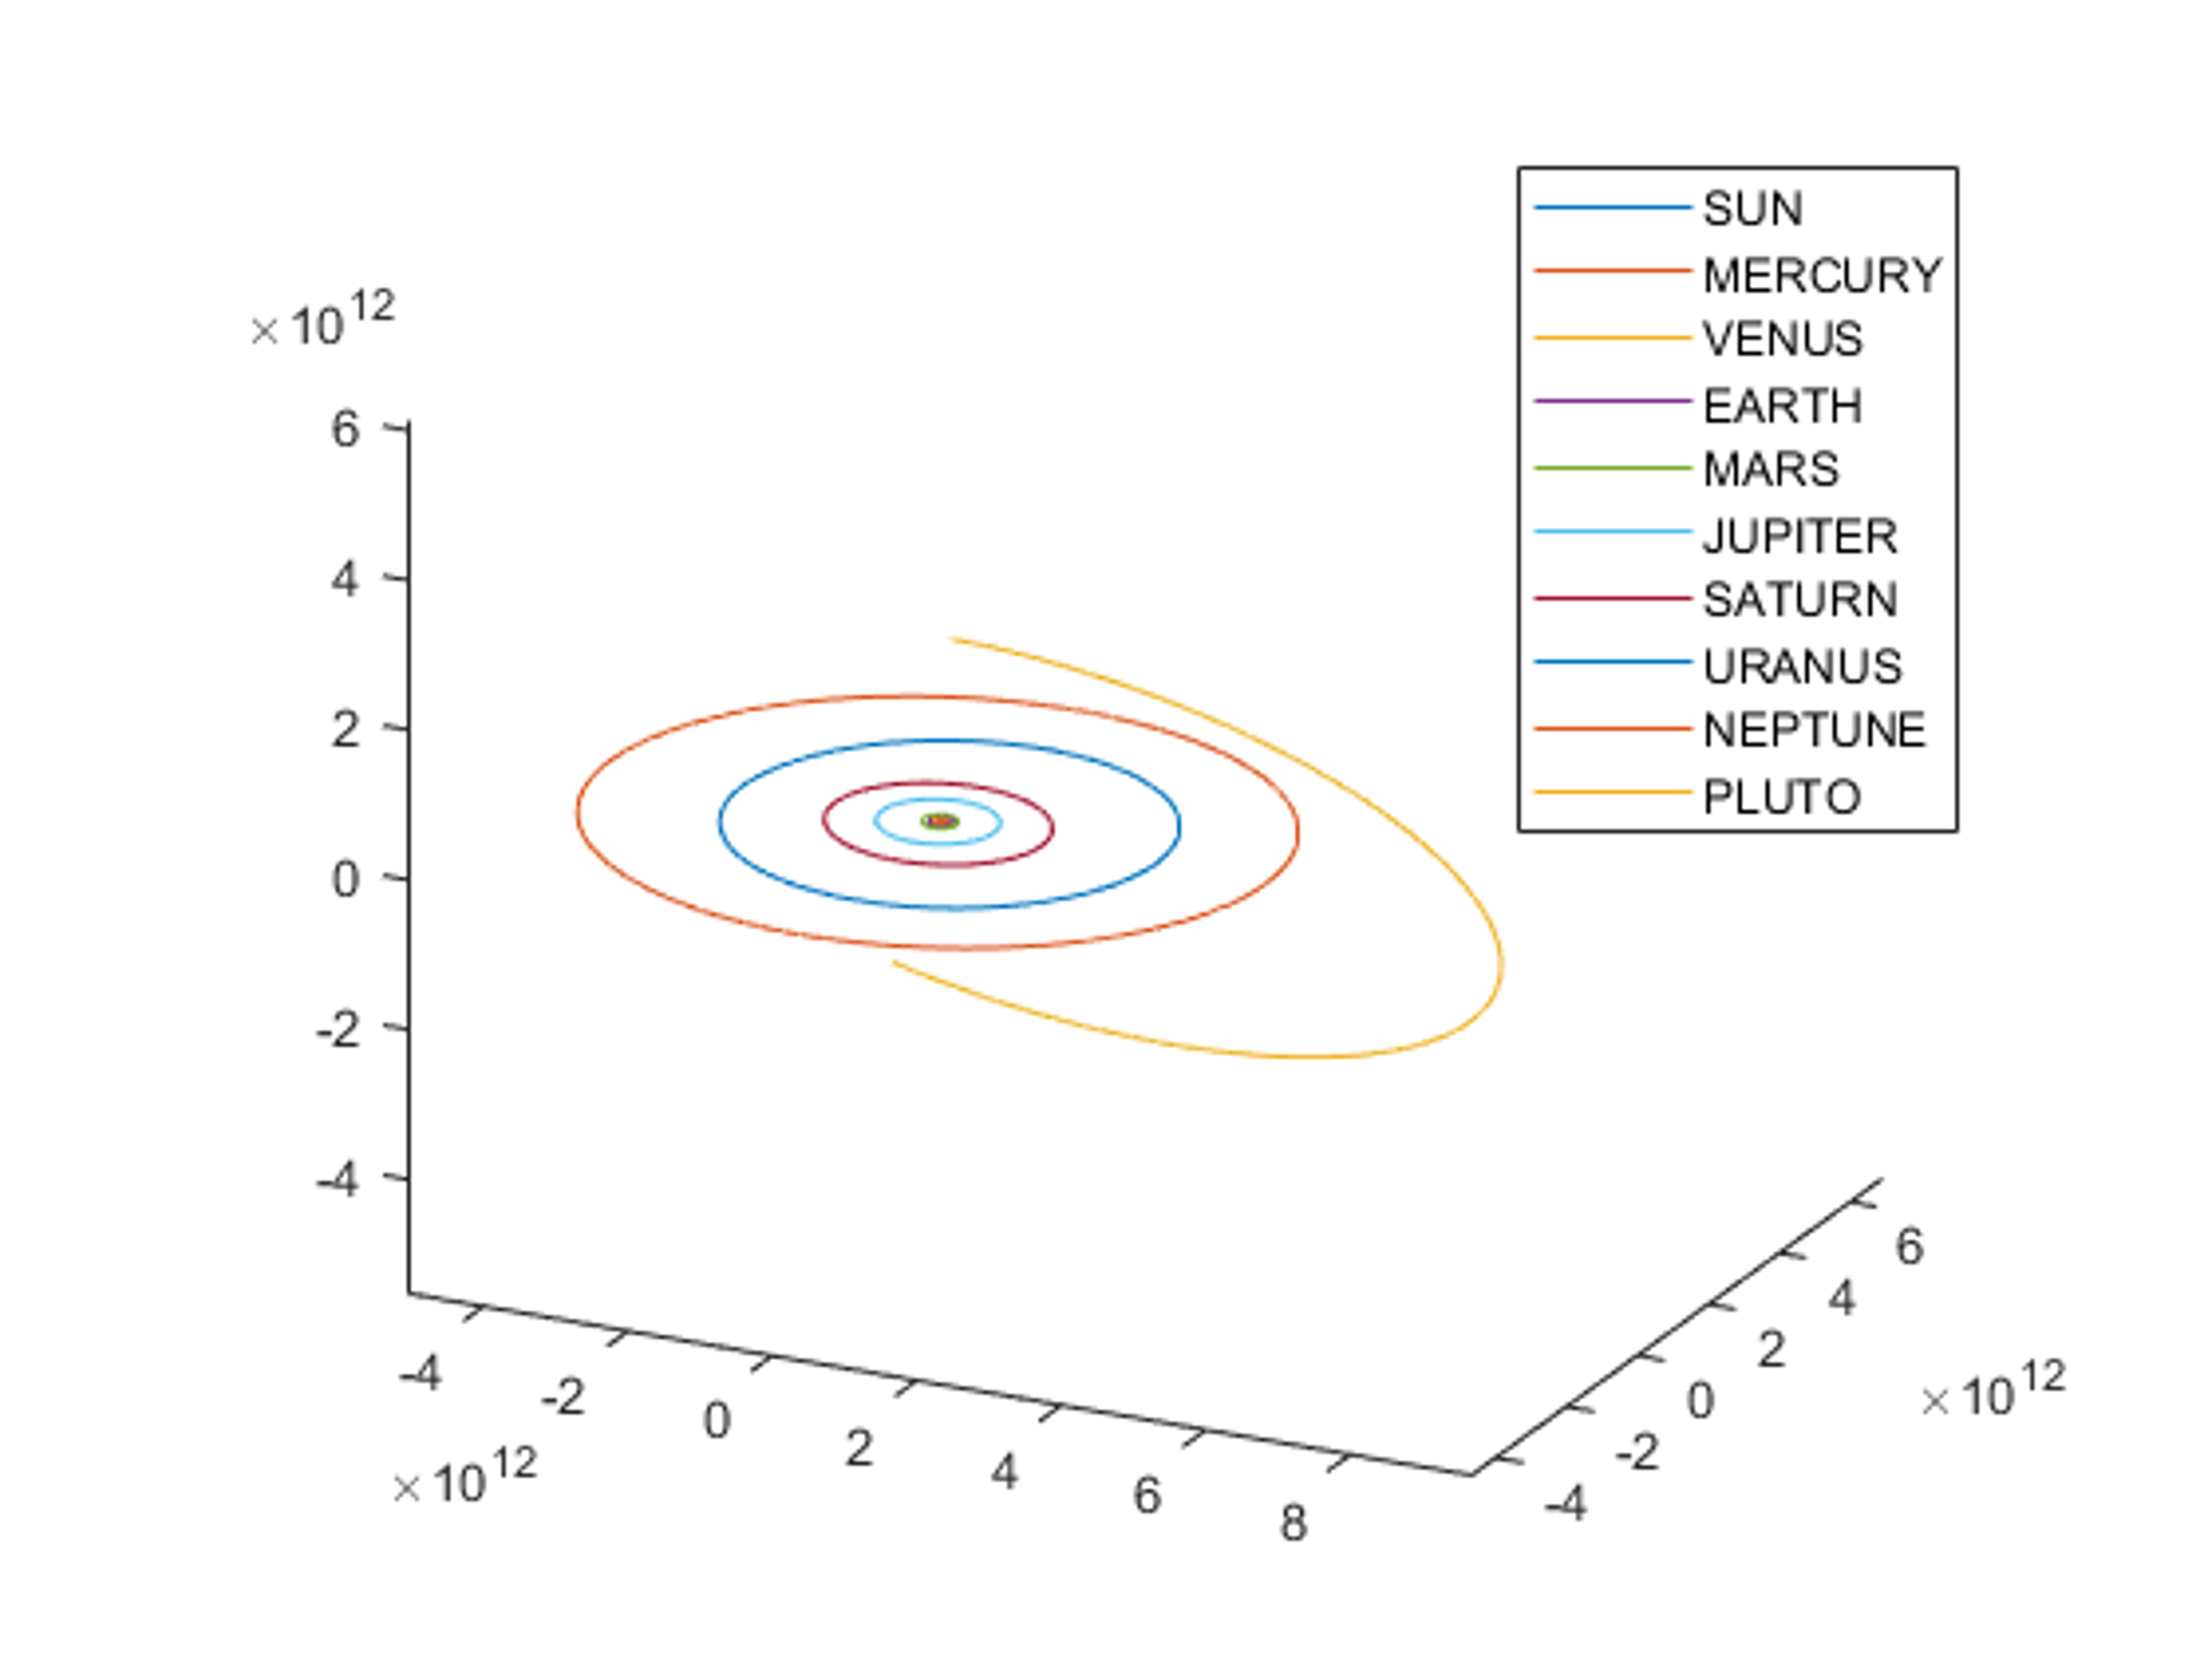 SUN
MERCURY
VENUS
EARTH
MARS
JUPITER
SATURN
URANUS
NEPTUNE
PLUTO
×10^12
6
4
2
0
-2
-4
-4
-2
0
2
4
6
8
×10^12
6
4
2
0
-2
-4
×10^12